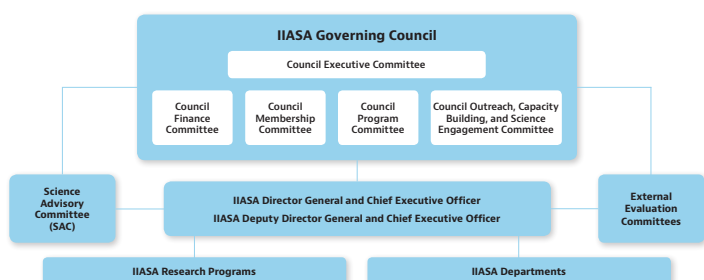 IIASA Governing Council
Council Executive Committee
Council
Finance
Committee
Council
Membership
Committee
Council
Program
Committee
Council Outreach, Capacity
Building, and Science
Engagement Committee
Science
Advisory
Committee
(SAC)
IIASA Director General and Chief Executive Officer
IIASA Deputy Director General and Chief Executive Officer
External
Evaluation
Committees
IIASA Research Programs
IIASA Departments